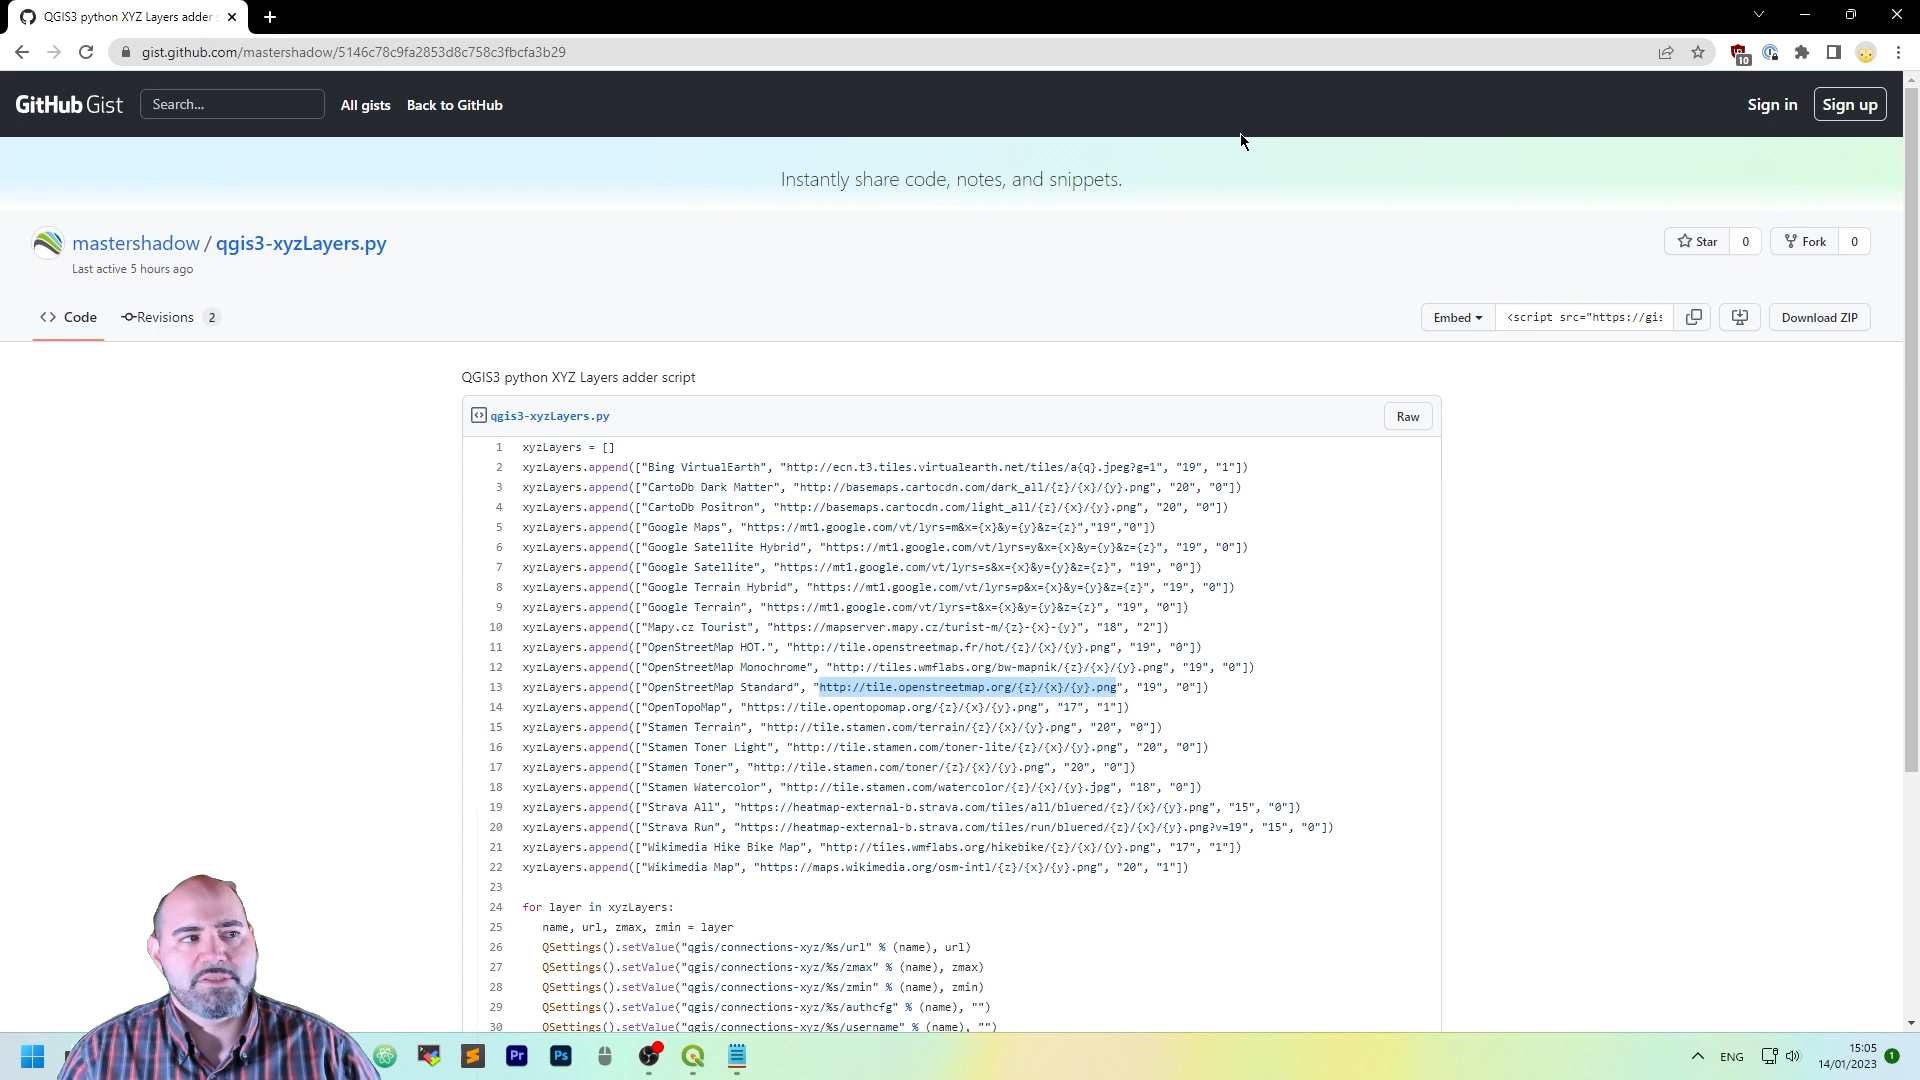 QGIS3 python XYZ Layers adder s
gist.github.com/mastershadow/5146c78c9fa2853d8c758c3fbcfa3b29
10
GitHub Gist
Search...
All gists
Back to GitHub
Sign in
Sign up
Instantly share code, notes, and snippets.
mastershadow / qgis3-xyzLayers.py
Last active 5 hours ago
Star
0
Fork
0
Code
Revisions 2
Embed
<script src="https://gis
Download ZIP
QGIS3 python XYZ Layers adder script
qgis3-xyzLayers.py
Raw
1 xyzLayers = []
2 xyzLayers.append(["Bing VirtualEarth", "http://ecn.t3.tiles.virtualearth.net/tiles/a{q}.jpeg?g=1", "19", "1"])
3 xyzLayers.append(["CartoDb Dark Matter", "http://basemaps.cartocdn.com/dark_all/{z}/{x}/{y}.png", "20", "0"])
4 xyzLayers.append(["CartoDb Positron", "http://basemaps.cartocdn.com/light_all/{z}/{x}/{y}.png", "20", "0"])
5 xyzLayers.append(["Google Maps", "https://mt1.google.com/vt/lyrs=m&x={x}&y={y}&z={z}","19","0"])
6 xyzLayers.append(["Google Satellite Hybrid", "https://mt1.google.com/vt/lyrs=y&x={x}&y={y}&z={z}", "19", "0"])
7 xyzLayers.append(["Google Satellite", "https://mt1.google.com/vt/lyrs=s&x={x}&y={y}&z={z}", "19", "0"])
8 xyzLayers.append(["Google Terrain Hybrid", "https://mt1.google.com/vt/lyrs=p&x={x}&y={y}&z={z}", "19", "0"])
9 xyzLayers.append(["Google Terrain", "https://mt1.google.com/vt/lyrs=t&x={x}&y={y}&z={z}", "19", "0"])
10 xyzLayers.append(["Mapy.cz Tourist", "https://mapserver.mapy.cz/turist-m/{z}-{x}-{y}", "18", "2"])
11 xyzLayers.append(["OpenStreetMap HOT.", "http://tile.openstreetmap.fr/hot/{z}/{x}/{y}.png", "19", "0"])
12 xyzLayers.append(["OpenStreetMap Monochrome", "http://tiles.wmflabs.org/bw-mapnik/{z}/{x}/{y}.png", "19", "0"])
13 xyzLayers.append(["OpenStreetMap Standard", "http://tile.openstreetmap.org/{z}/{x}/{y}.png", "19", "0"])
14 xyzLayers.append(["OpenTopoMap", "https://tile.opentopomap.org/{z}/{x}/{y}.png", "17", "1"])
15 xyzLayers.append(["Stamen Terrain", "http://tile.stamen.com/terrain/{z}/{x}/{y}.png", "20", "0"])
16 xyzLayers.append(["Stamen Toner Light", "http://tile.stamen.com/toner-lite/{z}/{x}/{y}.png", "20", "0"])
17 xyzLayers.append(["Stamen Toner", "http://tile.stamen.com/toner/{z}/{x}/{y}.png", "20", "0"])
18 xyzLayers.append(["Stamen Watercolor", "http://tile.stamen.com/watercolor/{z}/{x}/{y}.jpg", "18", "0"])
19 xyzLayers.append(["Strava All", "https://heatmap-external-b.strava.com/tiles/all/bluered/{z}/{x}/{y}.png", "15", "0"])
20 xyzLayers.append(["Strava Run", "https://heatmap-external-b.strava.com/tiles/run/bluered/{z}/{x}/{y}.png?v=19", "15", "0"])
21 xyzLayers.append(["Wikimedia Hike Bike Map", "http://tiles.wmflabs.org/hikebike/{z}/{x}/{y}.png", "17", "1"])
22 xyzLayers.append(["Wikimedia Map", "https://maps.wikimedia.org/osm-intl/{z}/{x}/{y}.png", "20", "1"])
23
24 for layer in xyzLayers:
25 name, url, zmax, zmin = layer
26 QSettings().setValue("qgis/connections-xyz/%s/url" % (name), url)
27 QSettings().setValue("qgis/connections-xyz/%s/zmax" % (name), zmax)
28 QSettings().setValue("qgis/connections-xyz/%s/zmin" % (name), zmin)
29 QSettings().setValue("qgis/connections-xyz/%s/authcfg" % (name), "")
30 QSettings().setValue("qgis/connections-xyz/%s/username" % (name), "")
Pr
Ps
ENG
15:05
14/01/2023
1